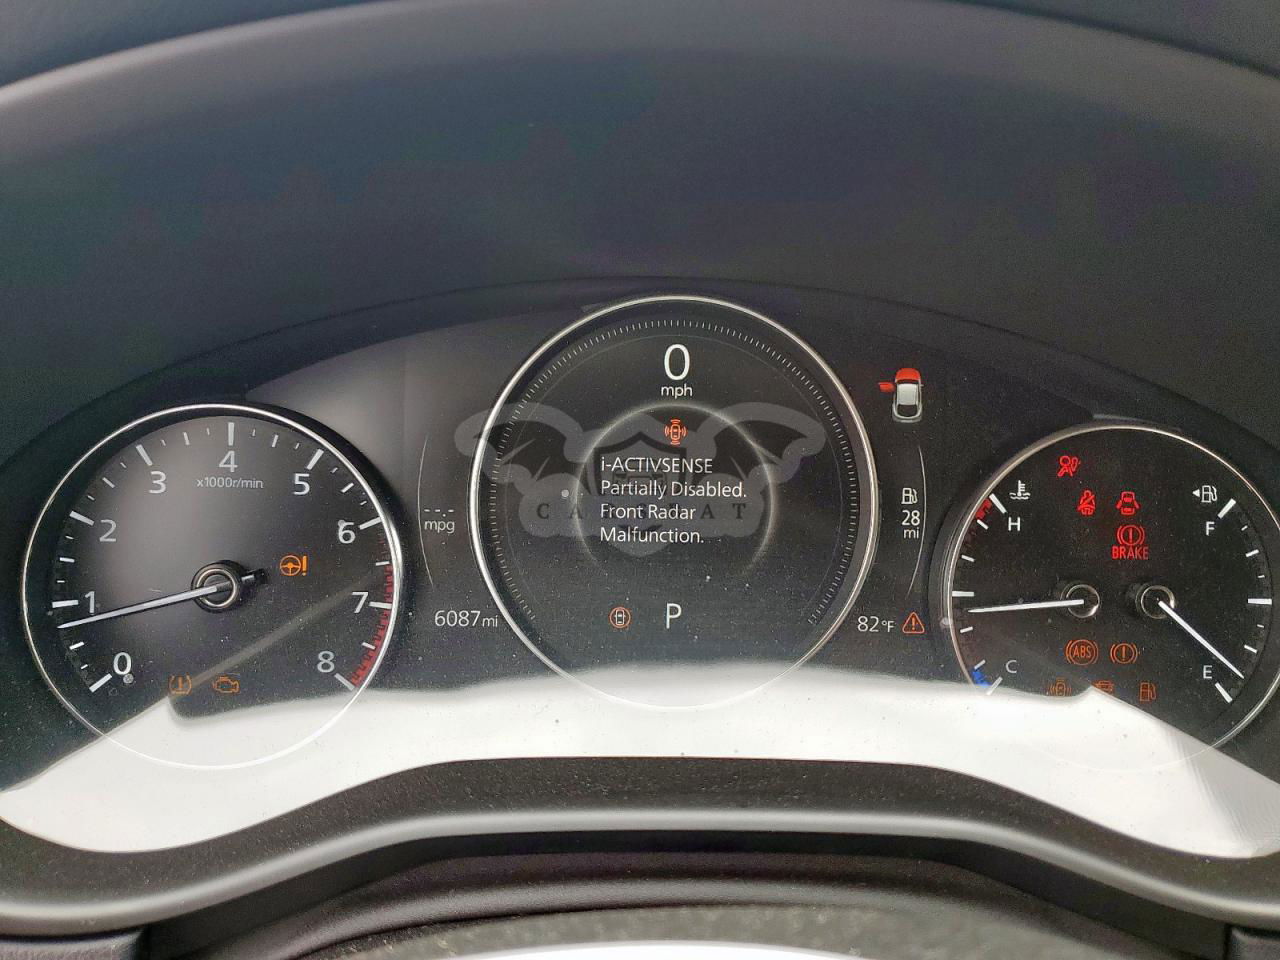 0
mph
i-ACTIVSENSE
Partially Disabled.
Front Radar
Malfunction.
P
0
1
2
3
4
5
6
7
8
x1000r/min
-.-
mpg
6087mi
28
mi
82°F
H
C
F
E
BRAKE
ABS